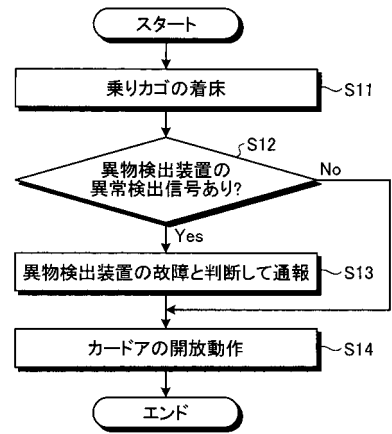 スタート
乗りカゴの着床
S11
S12
異物検出装置の
異常検出信号あり?
No
Yes
異物検出装置の故障と判断して通報
S13
カードアの開放動作
S14
エンド